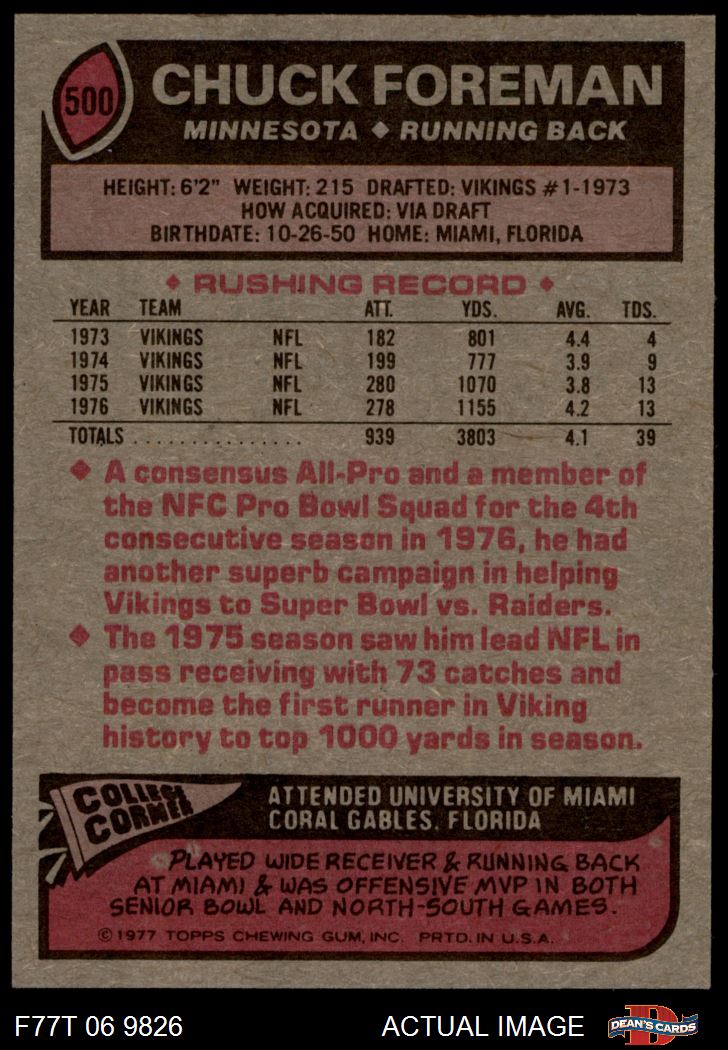 500
CHUCK FOREMAN
MINNESOTA ◆ RUNNING BACK
HEIGHT: 6'2" WEIGHT: 215 DRAFTED: VIKINGS #1-1973
HOW ACQUIRED: VIA DRAFT
BIRTHDATE: 10-26-50 HOME: MIAMI, FLORIDA
◆ RUSHING RECORD ◆
YEAR TEAM ATT. YDS. AVG. TDS.
1973 VIKINGS NFL 182 801 4.4 4
1974 VIKINGS NFL 199 777 3.9 9
1975 VIKINGS NFL 280 1070 3.8 13
1976 VIKINGS NFL 278 1155 4.2 13
TOTALS . . . . . . . . . . . . . . . . 939 3803 4.1 39
◆ A consensus All-Pro and a member of
the NFC Pro Bowl Squad for the 4th
consecutive season in 1976, he had
another superb campaign in helping
Vikings to Super Bowl vs. Raiders.
◆ The 1975 season saw him lead NFL in
pass receiving with 73 catches and
become the first runner in Viking
history to top 1000 yards in season.
COLLEGE
CORNER
ATTENDED UNIVERSITY OF MIAMI
CORAL GABLES, FLORIDA
PLAYED WIDE RECEIVER & RUNNING BACK
AT MIAMI & WAS OFFENSIVE MVP IN BOTH
SENIOR BOWL AND NORTH-SOUTH GAMES.
© 1977 TOPPS CHEWING GUM, INC. PRTD. IN U.S.A.
F77T 06 9826 ACTUAL IMAGE
D
DEAN'S CARDS